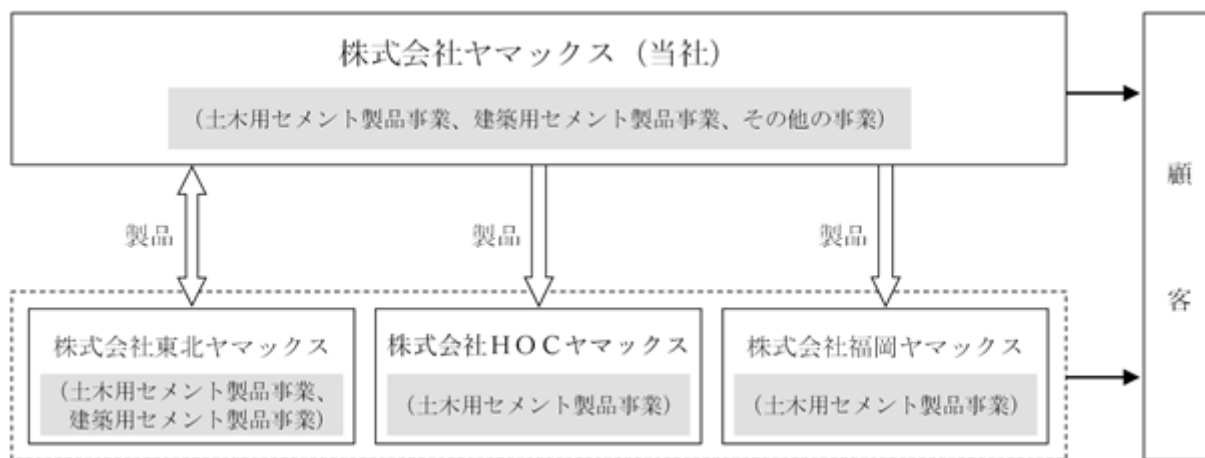 株式会社ヤマックス(当社)
(土木用セメント製品事業、建築用セメント製品事業、その他の事業)
顧客
製品
製品
製品
株式会社東北ヤマックス
(土木用セメント製品事業、
建築用セメント製品事業)
株式会社HOCヤマックス
(土木用セメント製品事業)
株式会社福岡ヤマックス
(土木用セメント製品事業)